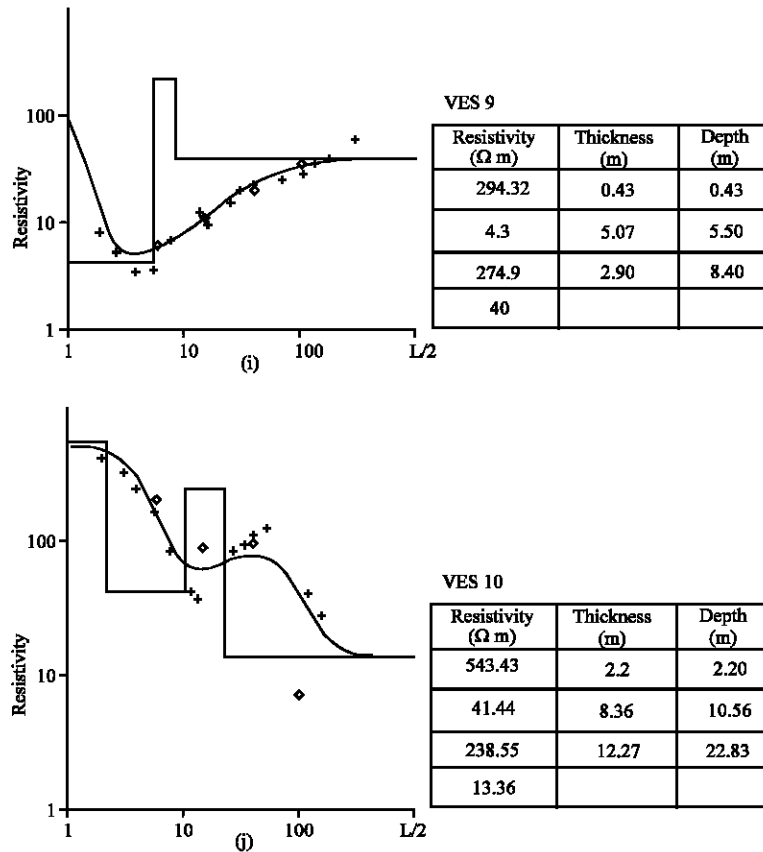 100
10
1
Resistivity
1
10
100
L/2
(i)
VES 9
Resistivity (Ω m) Thickness (m) Depth (m)
294.32 0.43 0.43
4.3 5.07 5.50
274.9 2.90 8.40
40
100
10
1
Resistivity
1
10
100
L/2
(j)
VES 10
Resistivity (Ω m) Thickness (m) Depth (m)
543.43 2.2 2.20
41.44 8.36 10.56
238.55 12.27 22.83
13.36